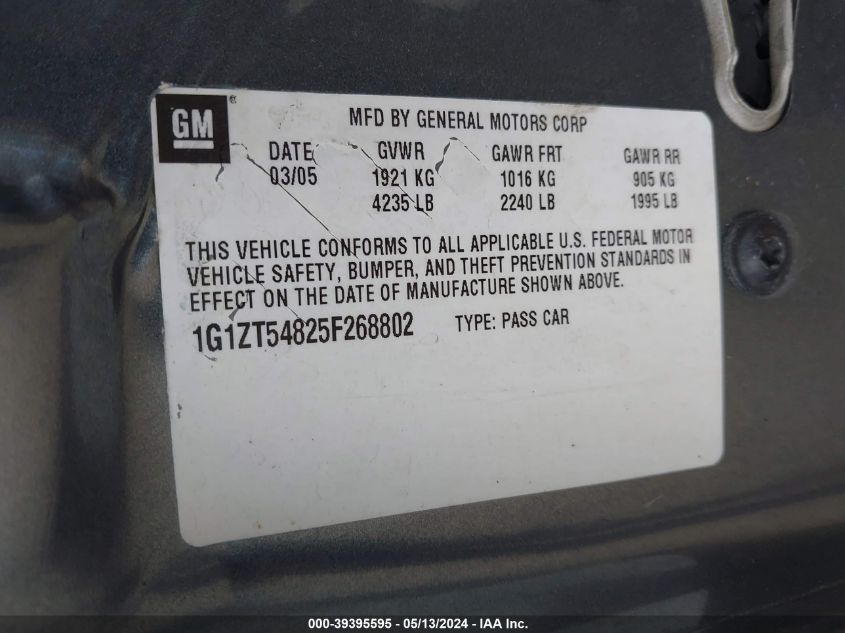 GM ®
MFD BY GENERAL MOTORS CORP
DATE GVWR GAWR FRT GAWR RR
03/05 1921 KG 1016 KG 905 KG
4235 LB 2240 LB 1995 LB
THIS VEHICLE CONFORMS TO ALL APPLICABLE U.S. FEDERAL MOTOR
VEHICLE SAFETY, BUMPER, AND THEFT PREVENTION STANDARDS IN
EFFECT ON THE DATE OF MANUFACTURE SHOWN ABOVE.
1G1ZT54825F268802 TYPE: PASS CAR
000-39395595 - 05/13/2024 - IAA Inc.